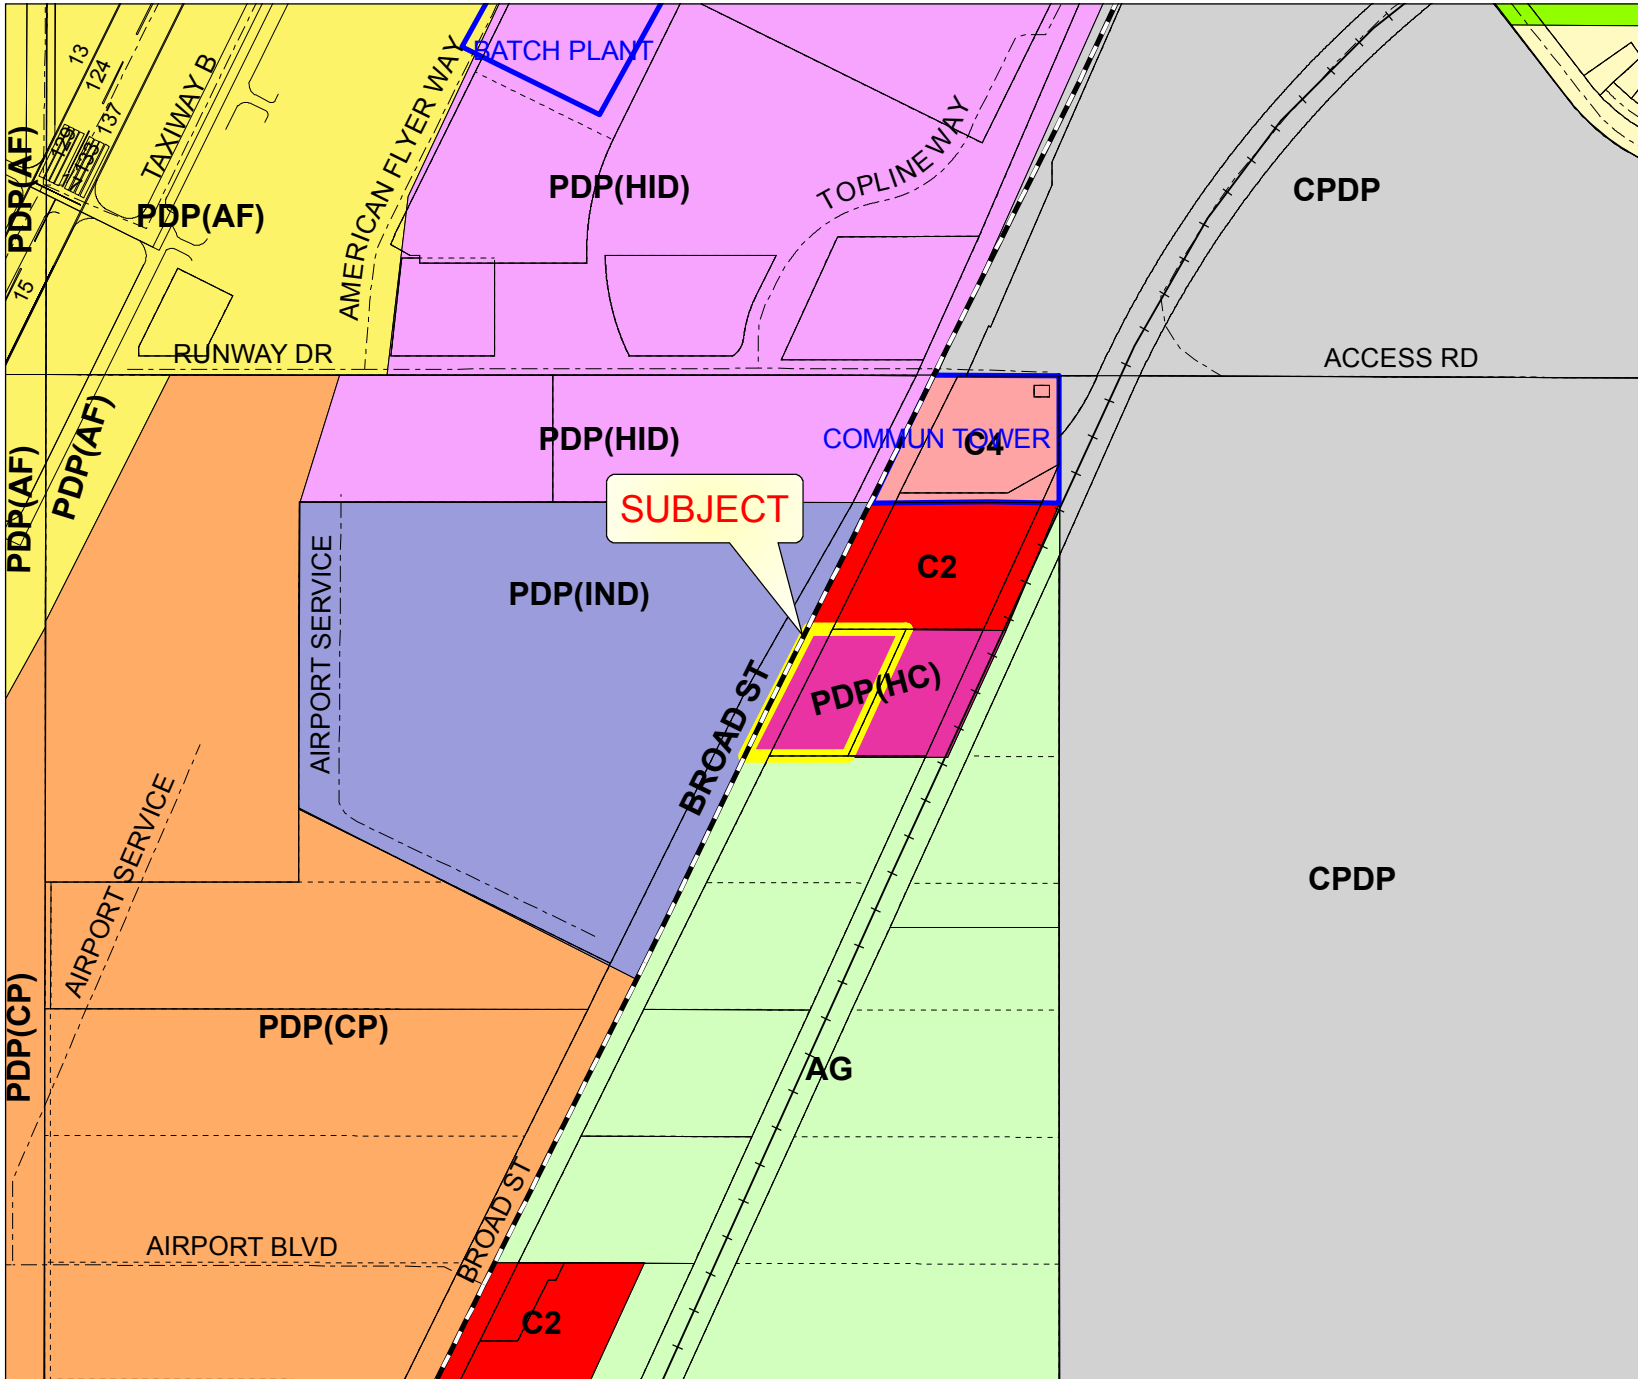 BATCH PLANT
13
124
137
129
133
TAXIWAY B
AMERICAN FLYER WAY
TOPLINE WAY
PDP(AF)
PDP(AF)
PDP(HID)
CPDP
15
RUNWAY DR
ACCESS RD
PDP(AF)
PDP(AF)
PDP(HID)
COMMUN TOWER
C4
SUBJECT
AIRPORT SERVICE
PDP(IND)
C2
PDP(HC)
BROAD ST
AIRPORT SERVICE
CPDP
PDP(CP)
PDP(CP)
AG
BROAD ST
AIRPORT BLVD
C2